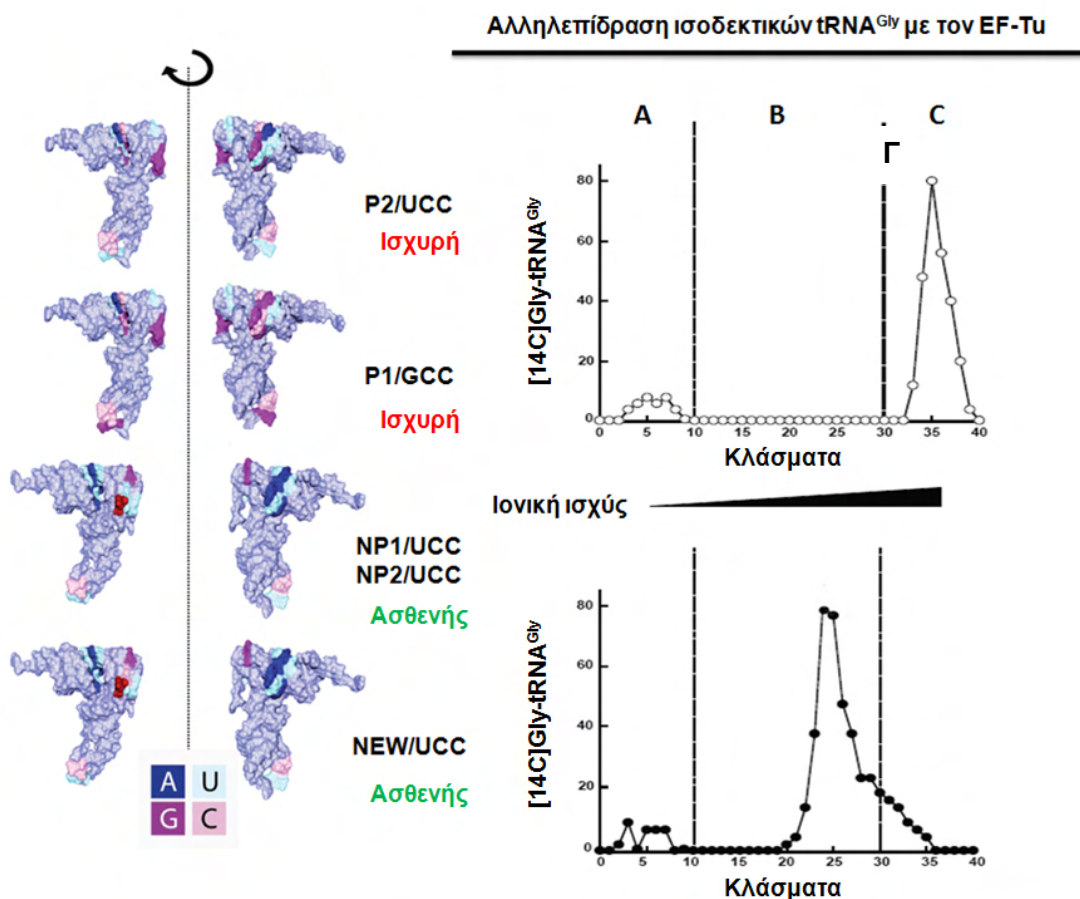 Αλληλεπίδραση ισοδεκτικών tRNAGly με τον EF-Tu
A B C
Γ
P2/UCC
Ισχυρή
P1/GCC
Ισχυρή
NP1/UCC
NP2/UCC
Ασθενής
NEW/UCC
Ασθενής
A U
G C
[14C]Gly-tRNAGly
80
60
40
20
0
0 5 10 15 20 25 30 35 40
Κλάσματα
Ιονική ισχύς
[14C]Gly-tRNAGly
80
60
40
20
0
0 5 10 15 20 25 30 35 40
Κλάσματα